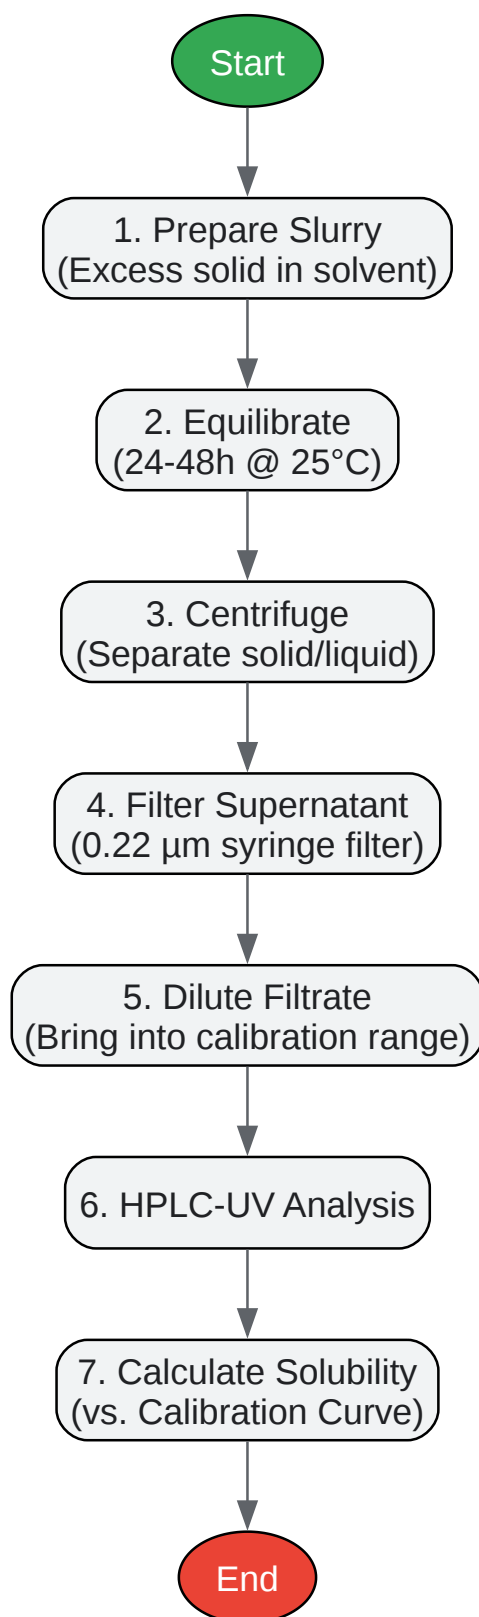 Start
1. Prepare Slurry
(Excess solid in solvent)
2. Equilibrate
(24-48h @ 25°C)
3. Centrifuge
(Separate solid/liquid)
4. Filter Supernatant
(0.22 µm syringe filter)
5. Dilute Filtrate
(Bring into calibration range)
6. HPLC-UV Analysis
7. Calculate Solubility
(vs. Calibration Curve)
End